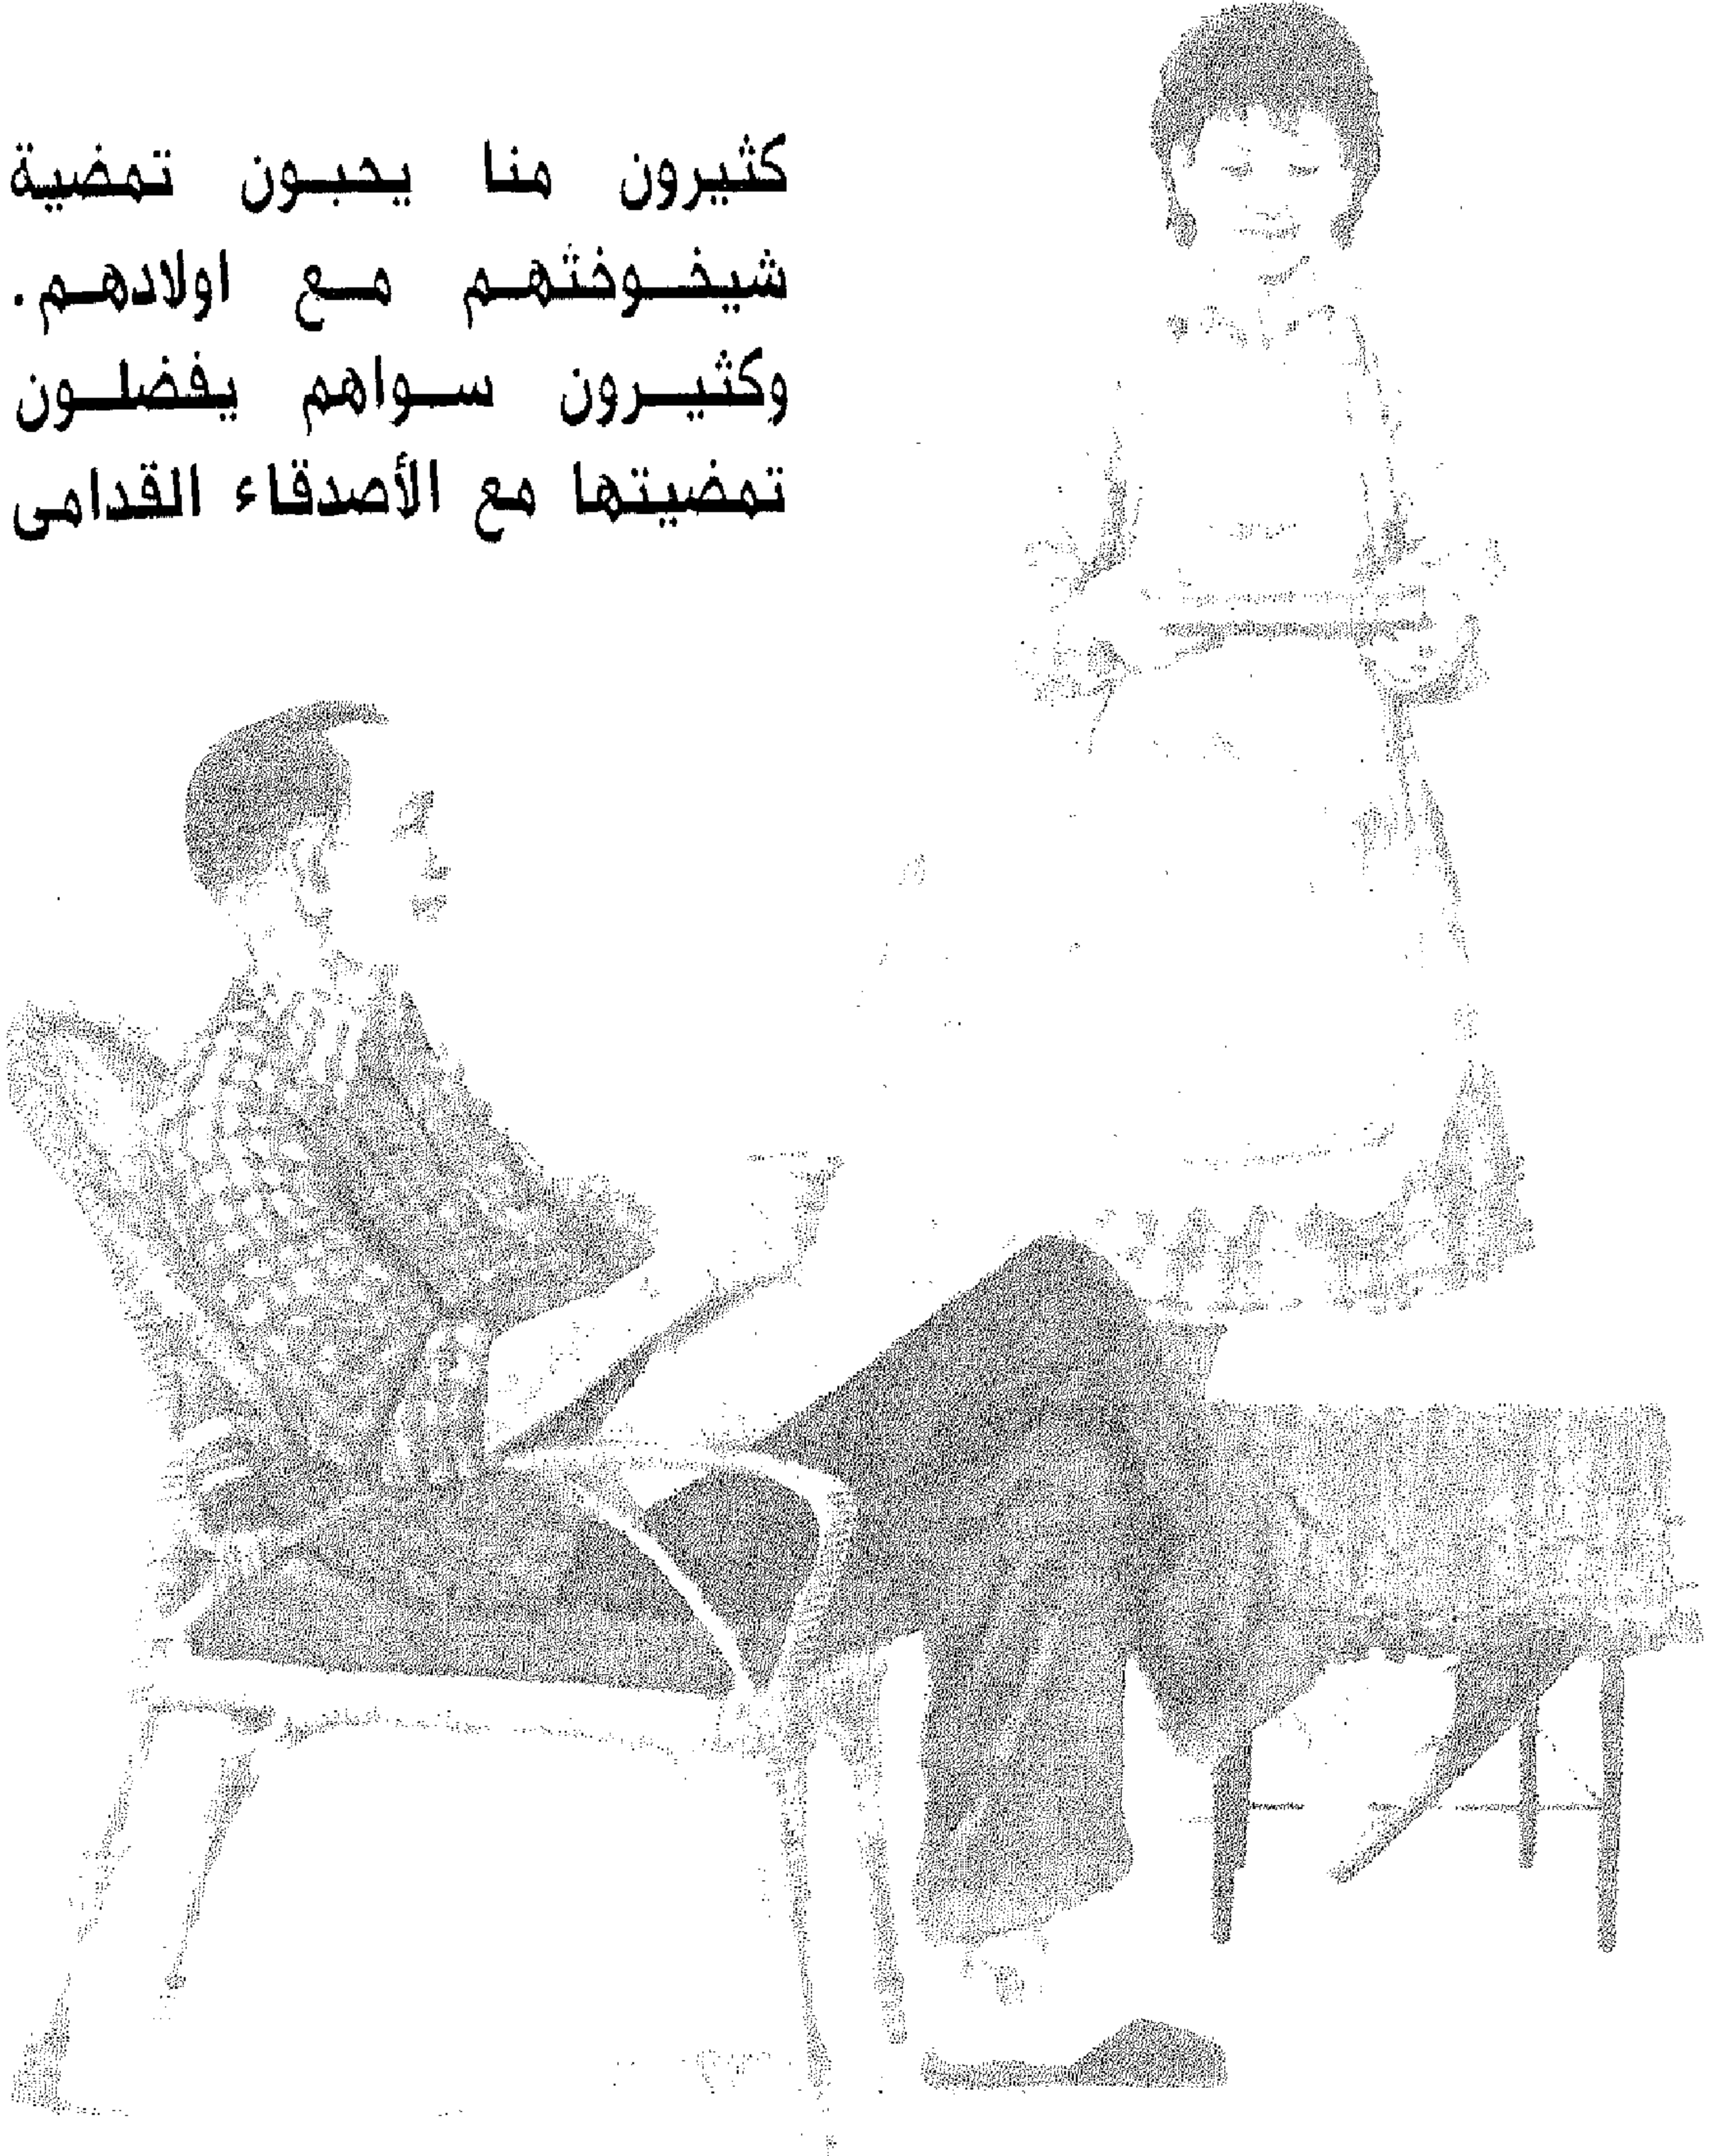 كثيرون منا يحبون تمضية
شيخوختهم مع اولادهم.
وكثيرون سواهم يفضلون
تمضيتها مع الأصدقاء القدامى